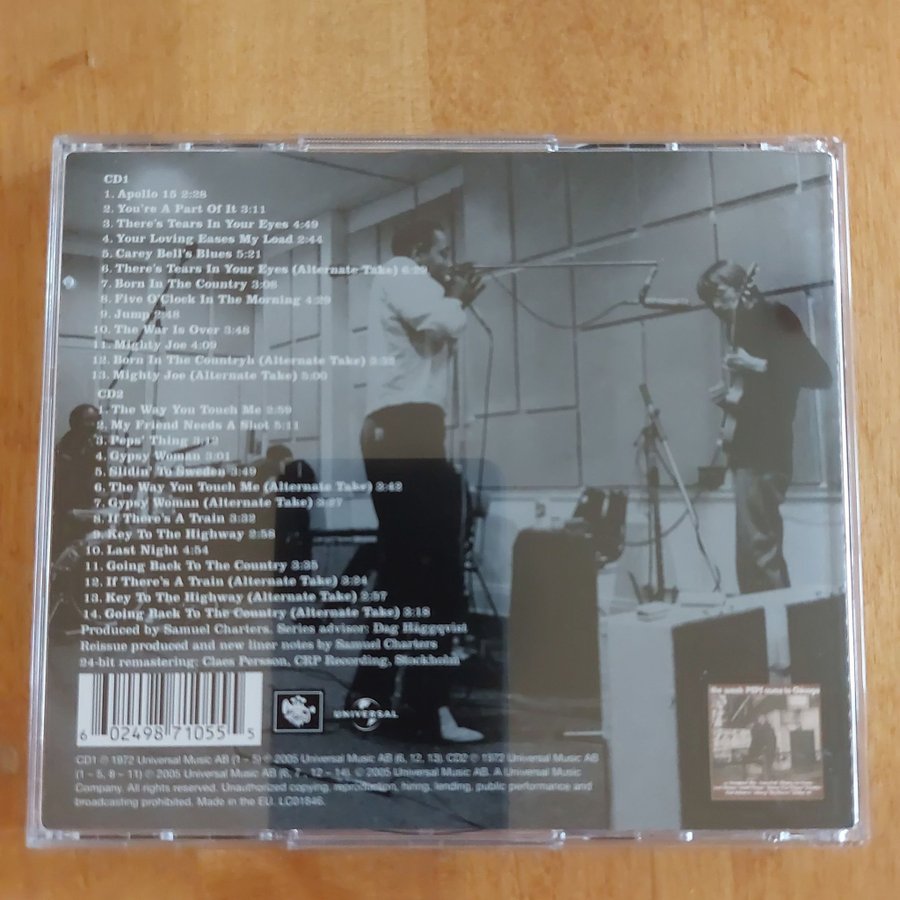 CD1
1. Apollo 15 2:28
2. You're A Part Of It 3:11
3. There's Tears In Your Eyes 4:49
4. Your Loving Eases My Load 2:44
5. Carey Bell's Blues 5:21
6. There's Tears In Your Eyes (Alternate Take)
7. Born In The Country 3:08
8. Five O'Clock In The Morning 4:29
9. Jump 2:48
10. The War Is Over 3:48
11. Mighty Joe 4:09
12. Born In The Countryh (Alternate Take)
13. Mighty Joe (Alternate Take) 3:00
CD2
1. The Way You Touch Me 2:59
2. My Friend Needs A Shot 5:11
3. Peps' Thing 3:12
4. Gypsy Woman 3:01
5. Slidin' To Sweden 3:49
6. The Way You Touch Me (Alternate Take) 2:42
7. Gypsy Woman (Alternate Take)
8. If There's A Train 3:32
9. Key To The Highway 2:58
10. Last Night 4:54
11. Going Back To The Country 3:35
12. If There's A Train (Alternate Take)
13. Key To The Highway (Alternate Take) 2:57
14. Going Back To The Country (Alternate Take) 3:18
Produced by Samuel Charters. Series advisor: Dag Häggqvist
Reissue produced and new liner notes by Samuel Charters
24-bit remastering: Claes Persson, CRP Recording, Stockholm
6 02498 71055 5
UNIVERSAL
CD1 ℗ 1972 Universal Music AB (1 – 5) ℗ 2005 Universal Music AB (6, 12, 13). CD2 ℗ 1972 Universal Music AB
(1 – 5, 8 – 11) ℗ 2005 Universal Music AB (6, 7, 12 – 14). © 2005 Universal Music AB. A Universal Music
Company. All rights reserved. Unauthorized copying, reproduction, hiring, lending, public performance and
broadcasting prohibited. Made in the EU. LC01846.
the week PEPS came to Chicago